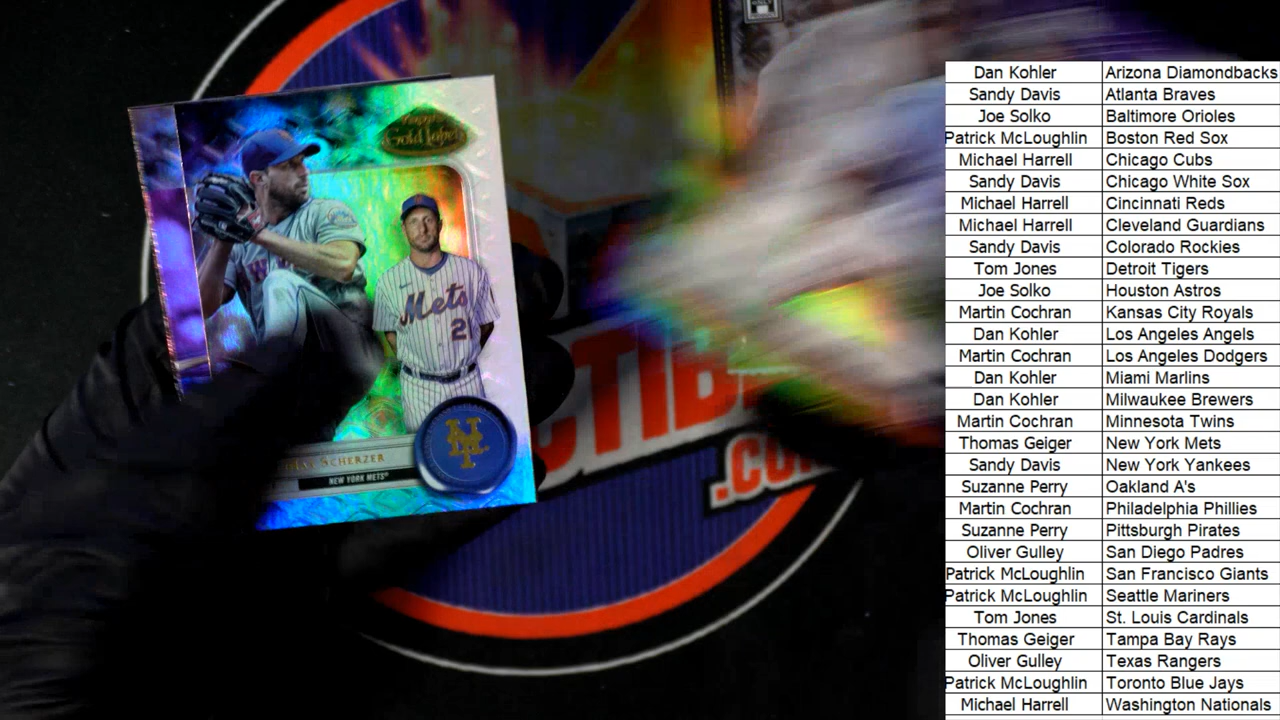 Topps
Gold Label
Mets
2
MAX SCHERZER
NEW YORK METS
NY
CTIB
.CO
Dan Kohler Arizona Diamondbacks
Sandy Davis Atlanta Braves
Joe Solko Baltimore Orioles
Patrick McLoughlin Boston Red Sox
Michael Harrell Chicago Cubs
Sandy Davis Chicago White Sox
Michael Harrell Cincinnati Reds
Michael Harrell Cleveland Guardians
Sandy Davis Colorado Rockies
Tom Jones Detroit Tigers
Joe Solko Houston Astros
Martin Cochran Kansas City Royals
Dan Kohler Los Angeles Angels
Martin Cochran Los Angeles Dodgers
Dan Kohler Miami Marlins
Dan Kohler Milwaukee Brewers
Martin Cochran Minnesota Twins
Thomas Geiger New York Mets
Sandy Davis New York Yankees
Suzanne Perry Oakland A's
Martin Cochran Philadelphia Phillies
Suzanne Perry Pittsburgh Pirates
Oliver Gulley San Diego Padres
Patrick McLoughlin San Francisco Giants
Patrick McLoughlin Seattle Mariners
Tom Jones St. Louis Cardinals
Thomas Geiger Tampa Bay Rays
Oliver Gulley Texas Rangers
Patrick McLoughlin Toronto Blue Jays
Michael Harrell Washington Nationals